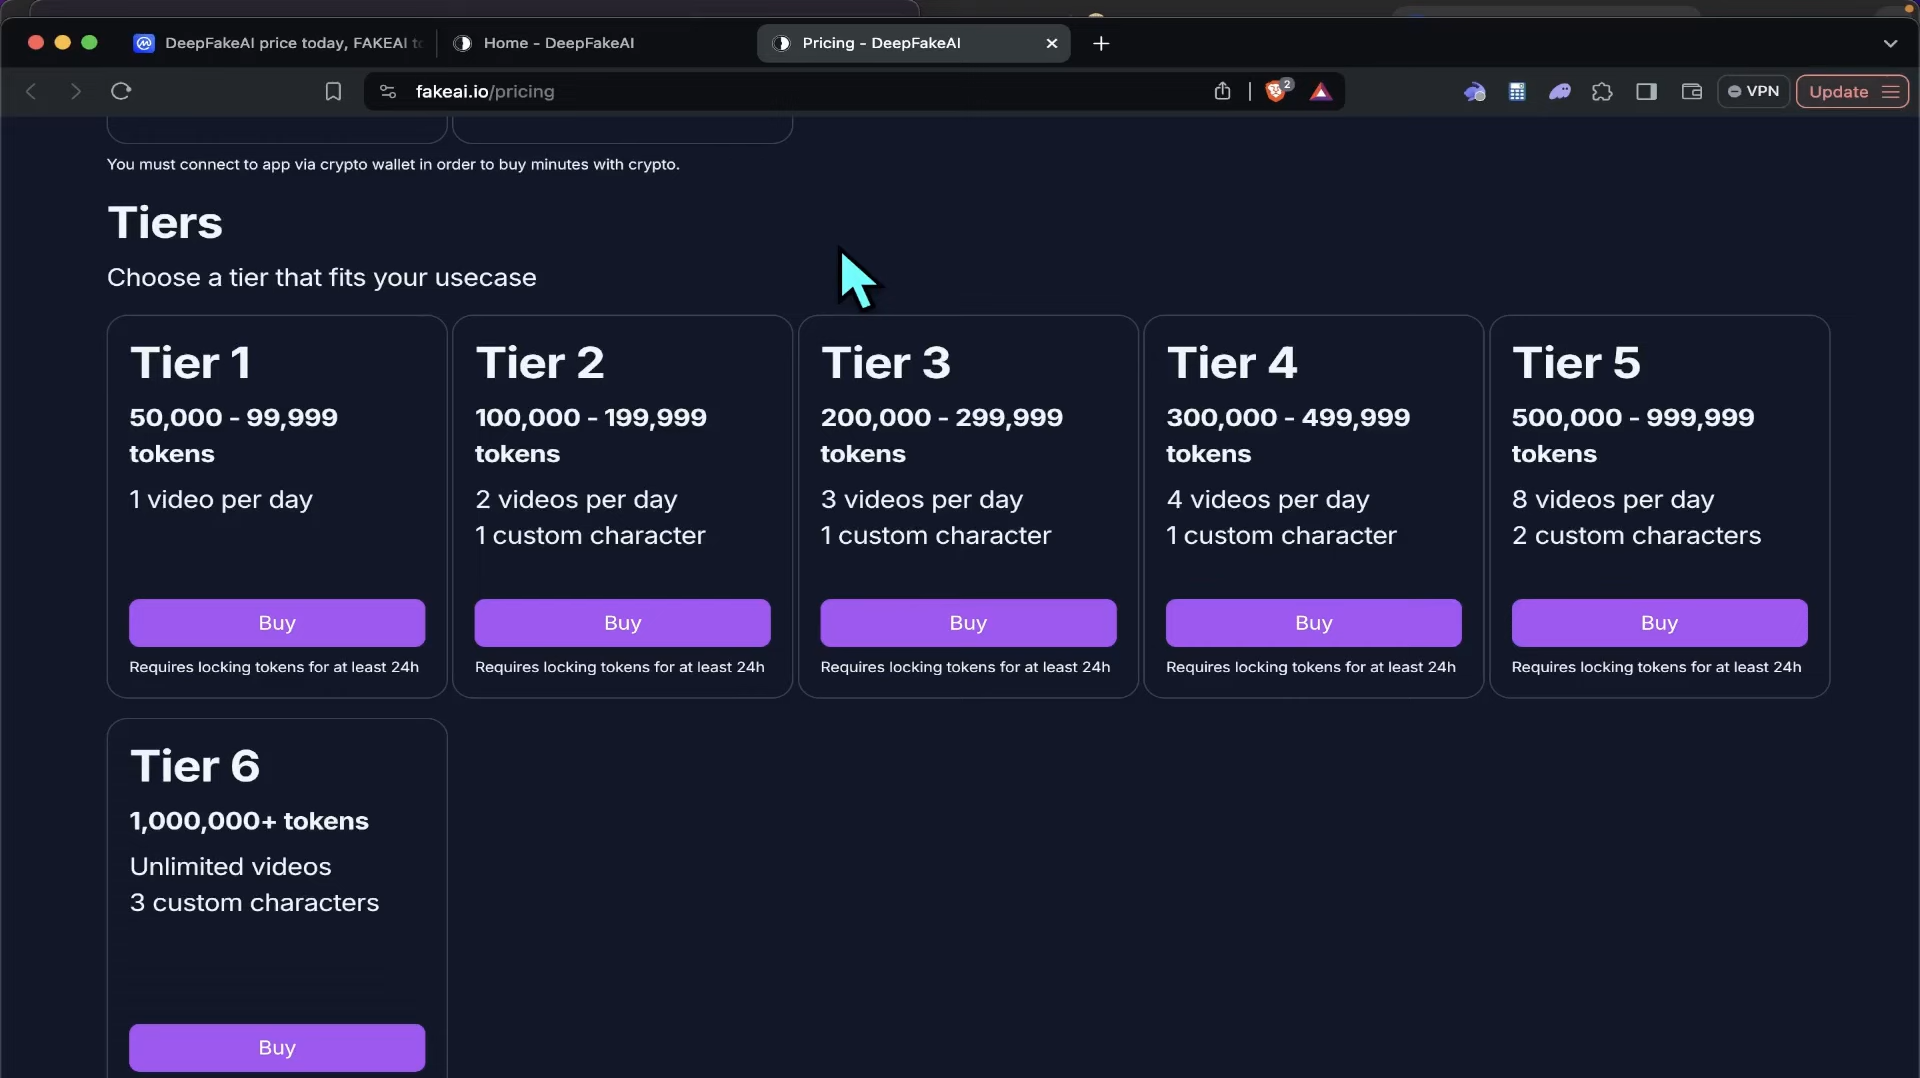 DeepFakeAI price today, FAKEAI to
Home - DeepFakeAI
Pricing - DeepFakeAI
fakeai.io/pricing
2
VPN
Update
You must connect to app via crypto wallet in order to buy minutes with crypto.
Tiers
Choose a tier that fits your usecase
Tier 1
50,000 - 99,999
tokens
1 video per day
Buy
Requires locking tokens for at least 24h
Tier 2
100,000 - 199,999
tokens
2 videos per day
1 custom character
Buy
Requires locking tokens for at least 24h
Tier 3
200,000 - 299,999
tokens
3 videos per day
1 custom character
Buy
Requires locking tokens for at least 24h
Tier 4
300,000 - 499,999
tokens
4 videos per day
1 custom character
Buy
Requires locking tokens for at least 24h
Tier 5
500,000 - 999,999
tokens
8 videos per day
2 custom characters
Buy
Requires locking tokens for at least 24h
Tier 6
1,000,000+ tokens
Unlimited videos
3 custom characters
Buy